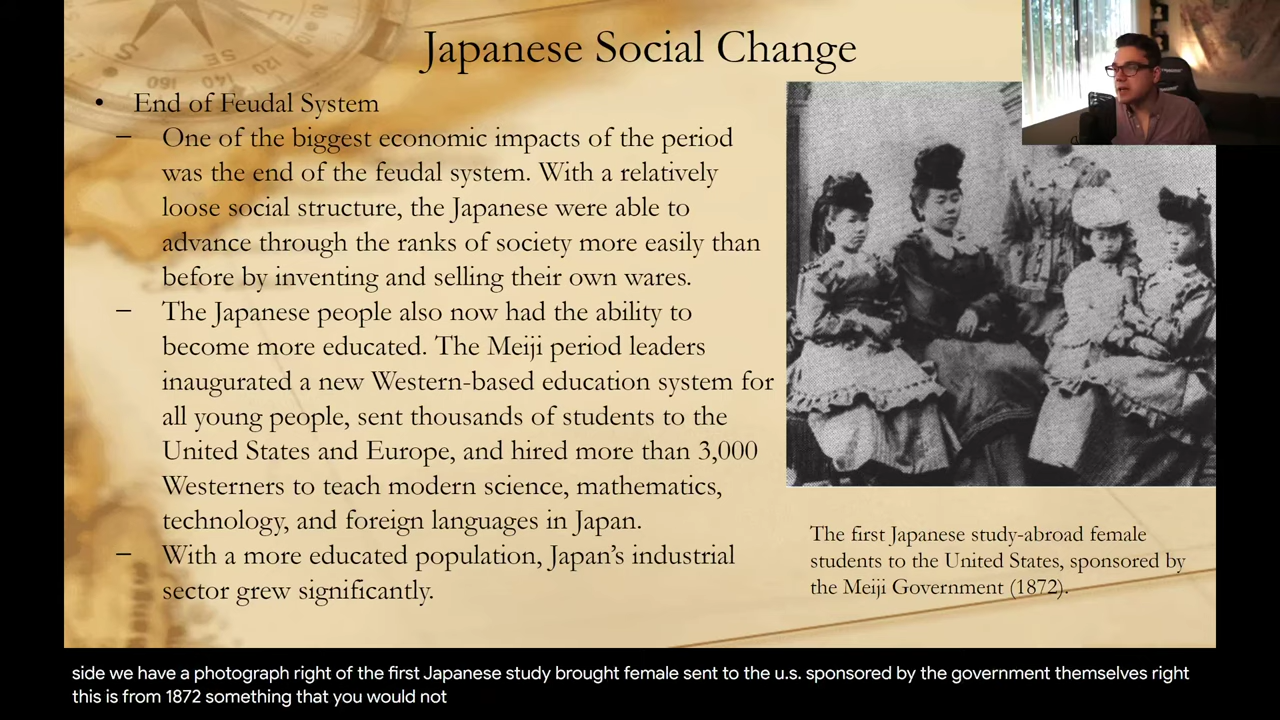 Japanese Social Change
• End of Feudal System
– One of the biggest economic impacts of the period
was the end of the feudal system. With a relatively
loose social structure, the Japanese were able to
advance through the ranks of society more easily than
before by inventing and selling their own wares.
– The Japanese people also now had the ability to
become more educated. The Meiji period leaders
inaugurated a new Western-based education system for
all young people, sent thousands of students to the
United States and Europe, and hired more than 3,000
Westerners to teach modern science, mathematics,
technology, and foreign languages in Japan.
– With a more educated population, Japan’s industrial
sector grew significantly.
The first Japanese study-abroad female
students to the United States, sponsored by
the Meiji Government (1872).
side we have a photograph right of the first Japanese study brought female sent to the u.s. sponsored by the government themselves right
this is from 1872 something that you would not